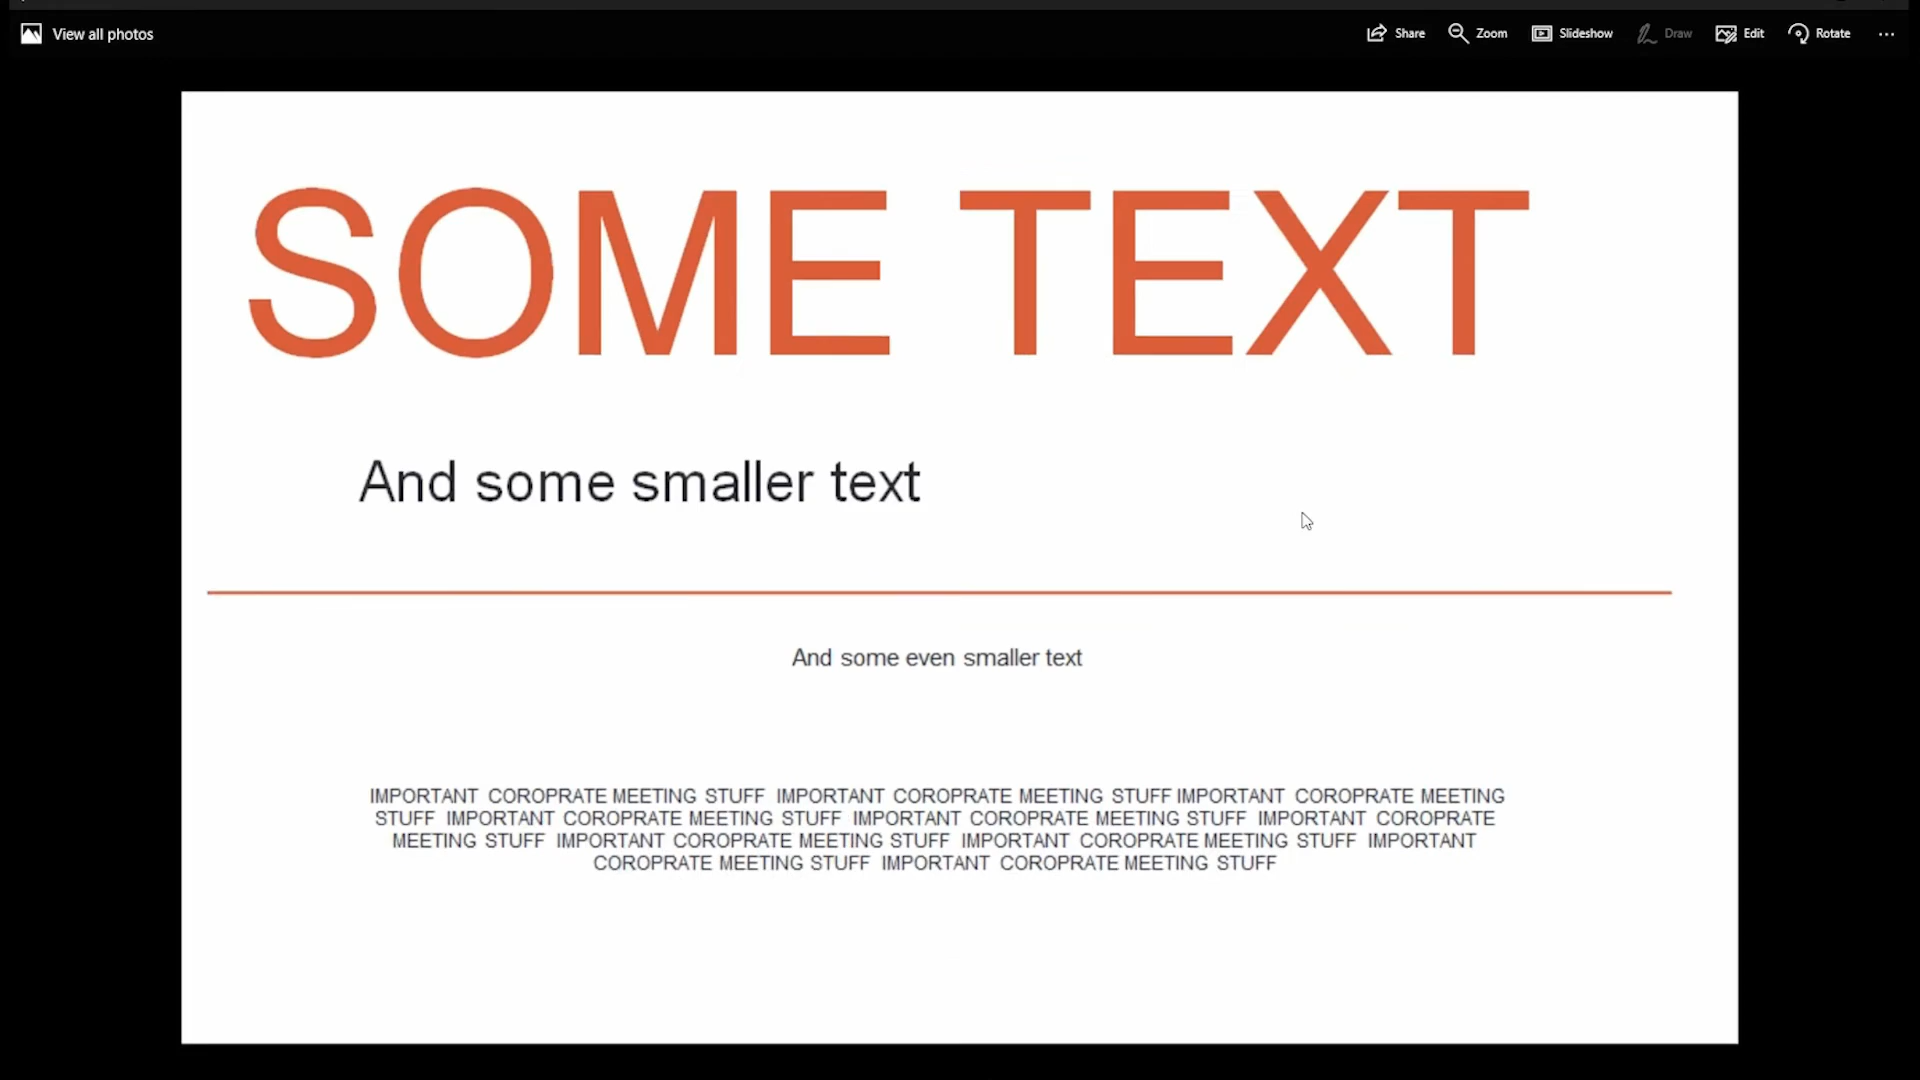 View all photos
Share Zoom Slideshow Draw Edit Rotate
SOME TEXT
And some smaller text
And some even smaller text
IMPORTANT COROPRATE MEETING STUFF IMPORTANT COROPRATE MEETING STUFF IMPORTANT COROPRATE MEETING
STUFF IMPORTANT COROPRATE MEETING STUFF IMPORTANT COROPRATE MEETING STUFF IMPORTANT COROPRATE
MEETING STUFF IMPORTANT COROPRATE MEETING STUFF IMPORTANT COROPRATE MEETING STUFF IMPORTANT
COROPRATE MEETING STUFF IMPORTANT COROPRATE MEETING STUFF